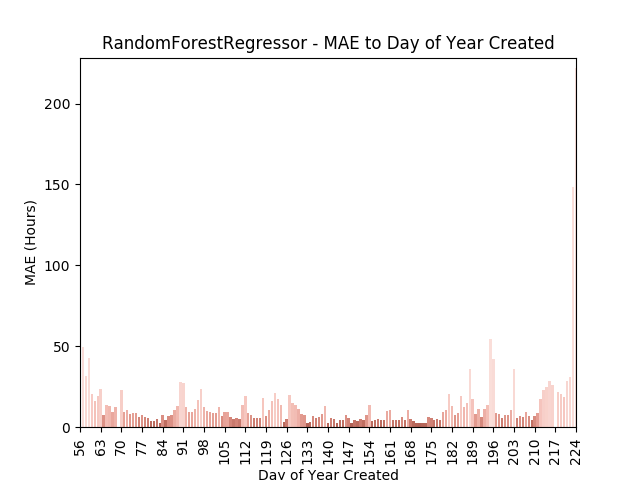 RandomForestRegressor - MAE to Day of Year Created
MAE (Hours)
200
150
100
50
0
56 63 70 77 84 91 98 105 112 119 126 133 140 147 154 161 168 175 182 189 196 203 210 217 224
Day of Year Created